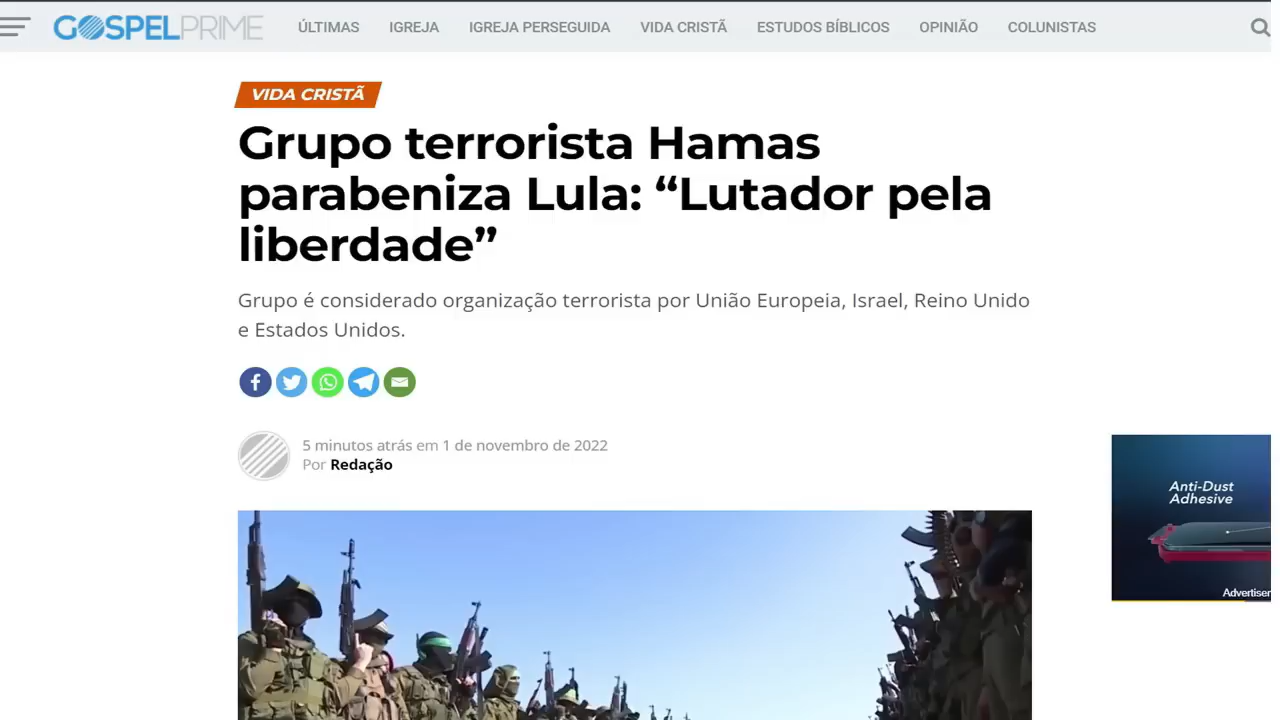 GOSPELPRIME
ÚLTIMAS IGREJA IGREJA PERSEGUIDA VIDA CRISTÃ ESTUDOS BÍBLICOS OPINIÃO COLUNISTAS
VIDA CRISTÃ
Grupo terrorista Hamas
parabeniza Lula: “Lutador pela
liberdade”
Grupo é considerado organização terrorista por União Europeia, Israel, Reino Unido
e Estados Unidos.
5 minutos atrás em 1 de novembro de 2022
Por Redação
Anti-Dust
Adhesive
Advertisem